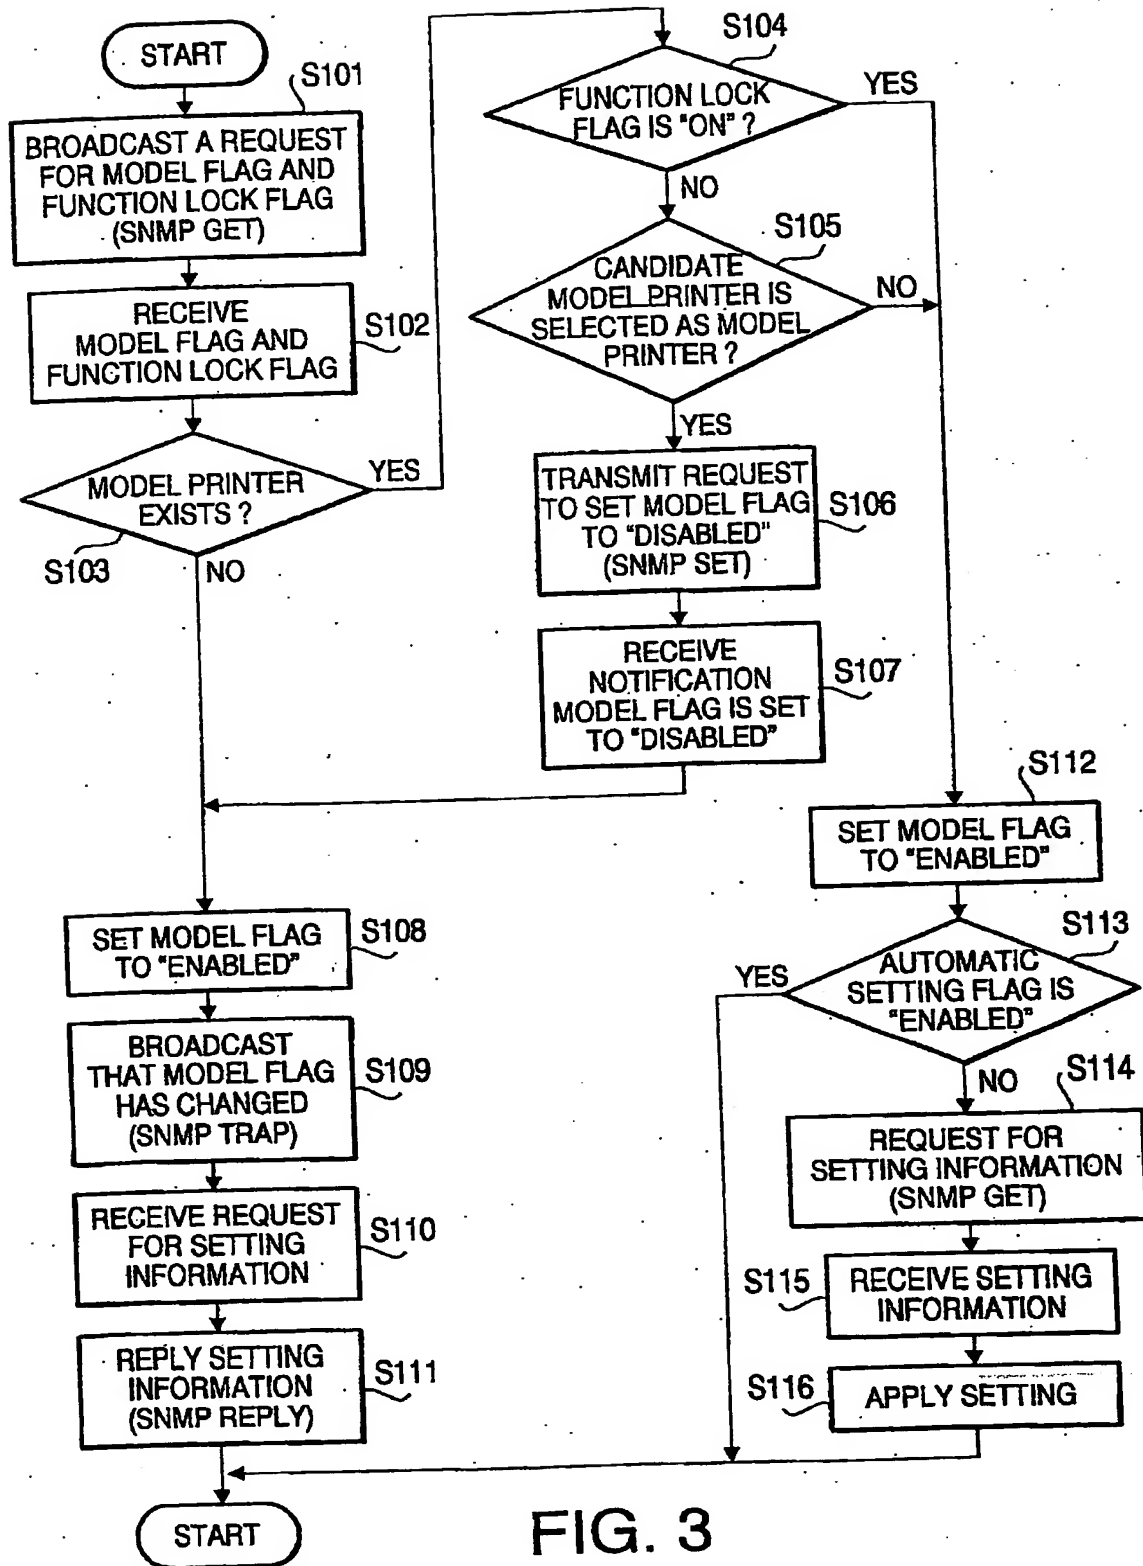 START
S101
BROADCAST A REQUEST
FOR MODEL FLAG AND
FUNCTION LOCK FLAG
(SNMP GET)
RECEIVE
MODEL FLAG AND
FUNCTION LOCK FLAG
S102
MODEL PRINTER
EXISTS ?
YES
S103
NO
S104
FUNCTION LOCK
FLAG IS "ON" ?
YES
NO
S105
CANDIDATE
MODEL PRINTER IS
SELECTED AS MODEL
PRINTER ?
NO
YES
TRANSMIT REQUEST
TO SET MODEL FLAG
TO "DISABLED"
(SNMP SET)
S106
RECEIVE
NOTIFICATION
MODEL FLAG IS SET
TO "DISABLED"
S107
SET MODEL FLAG
TO "ENABLED"
S108
BROADCAST
THAT MODEL FLAG
HAS CHANGED
(SNMP TRAP)
S109
RECEIVE REQUEST
FOR SETTING
INFORMATION
S110
REPLY SETTING
INFORMATION
(SNMP REPLY)
S111
S112
SET MODEL FLAG
TO "ENABLED"
S113
AUTOMATIC
SETTING FLAG IS
"ENABLED"
YES
NO
S114
REQUEST FOR
SETTING INFORMATION
(SNMP GET)
S115
RECEIVE SETTING
INFORMATION
S116
APPLY SETTING
START
FIG. 3